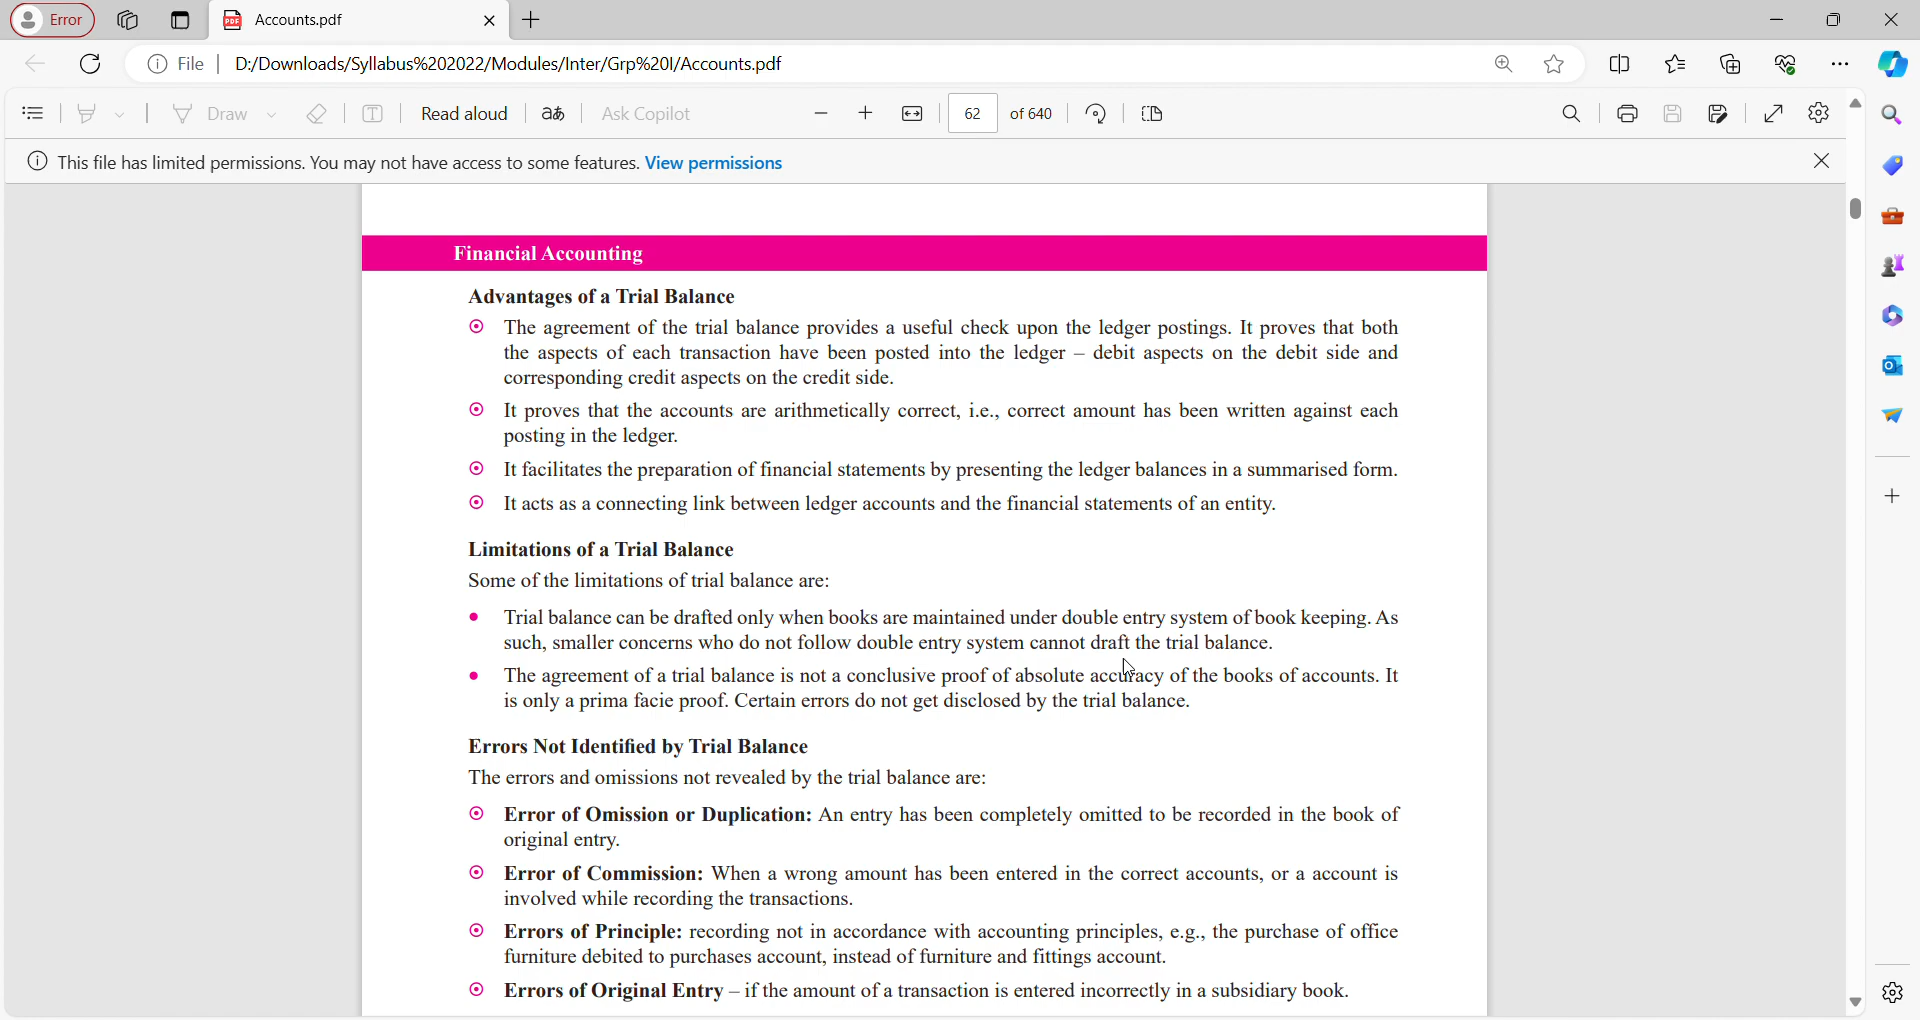 Error
Accounts.pdf
File
D:/Downloads/Syllabus%202022/Modules/Inter/Grp%20I/Accounts.pdf
Draw
Read aloud
aあ
Ask Copilot
62
of 640
This file has limited permissions. You may not have access to some features. View permissions
Financial Accounting
Advantages of a Trial Balance
The agreement of the trial balance provides a useful check upon the ledger postings. It proves that both
the aspects of each transaction have been posted into the ledger – debit aspects on the debit side and
corresponding credit aspects on the credit side.
It proves that the accounts are arithmetically correct, i.e., correct amount has been written against each
posting in the ledger.
It facilitates the preparation of financial statements by presenting the ledger balances in a summarised form.
It acts as a connecting link between ledger accounts and the financial statements of an entity.
Limitations of a Trial Balance
Some of the limitations of trial balance are:
Trial balance can be drafted only when books are maintained under double entry system of book keeping. As
such, smaller concerns who do not follow double entry system cannot draft the trial balance.
The agreement of a trial balance is not a conclusive proof of absolute accuracy of the books of accounts. It
is only a prima facie proof. Certain errors do not get disclosed by the trial balance.
Errors Not Identified by Trial Balance
The errors and omissions not revealed by the trial balance are:
Error of Omission or Duplication: An entry has been completely omitted to be recorded in the book of
original entry.
Error of Commission: When a wrong amount has been entered in the correct accounts, or a account is
involved while recording the transactions.
Errors of Principle: recording not in accordance with accounting principles, e.g., the purchase of office
furniture debited to purchases account, instead of furniture and fittings account.
Errors of Original Entry – if the amount of a transaction is entered incorrectly in a subsidiary book.